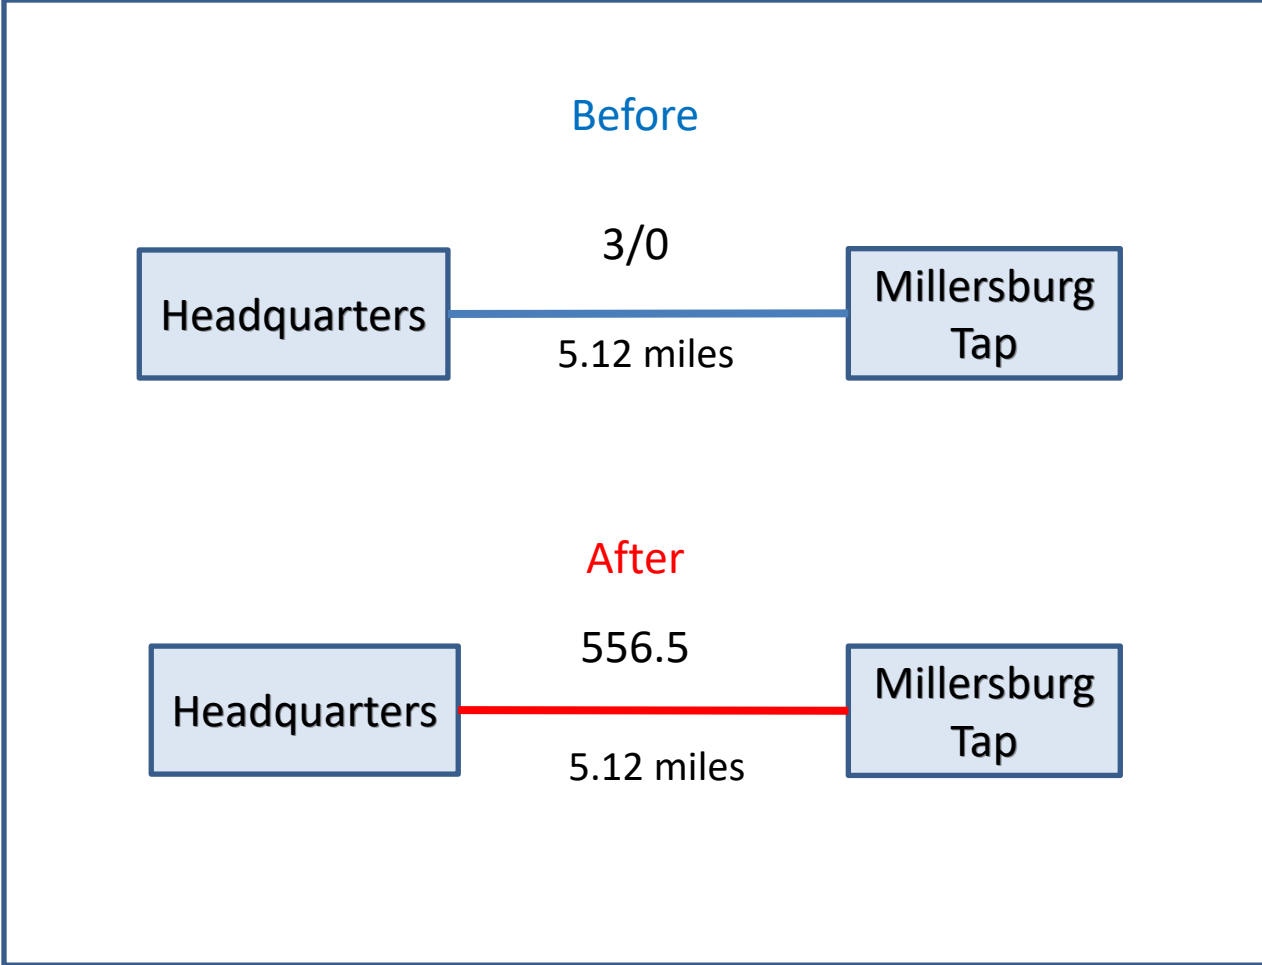 Before
3/0
Headquarters
Millersburg
Tap
5.12 miles
After
556.5
Headquarters
Millersburg
Tap
5.12 miles